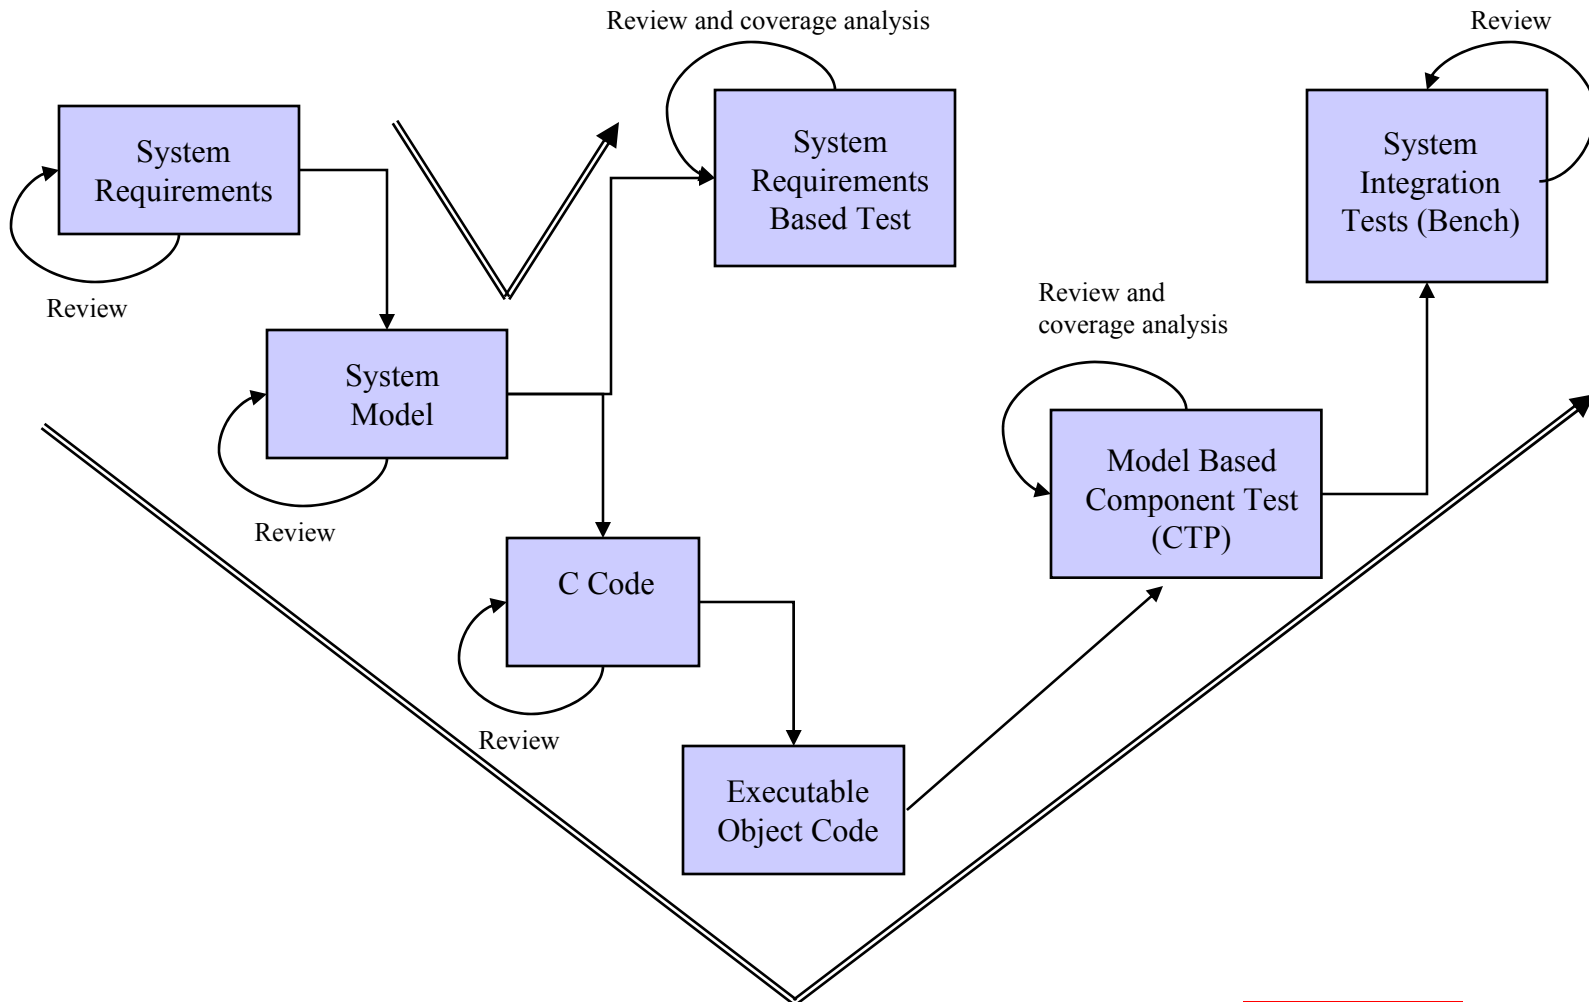 Review and coverage analysis
Review
System
Requirements
System
Requirements
Based Test
System
Integration
Tests (Bench)
Review
Review and
coverage analysis
System
Model
Review
Model Based
Component Test
(CTP)
C Code
Review
Executable
Object Code